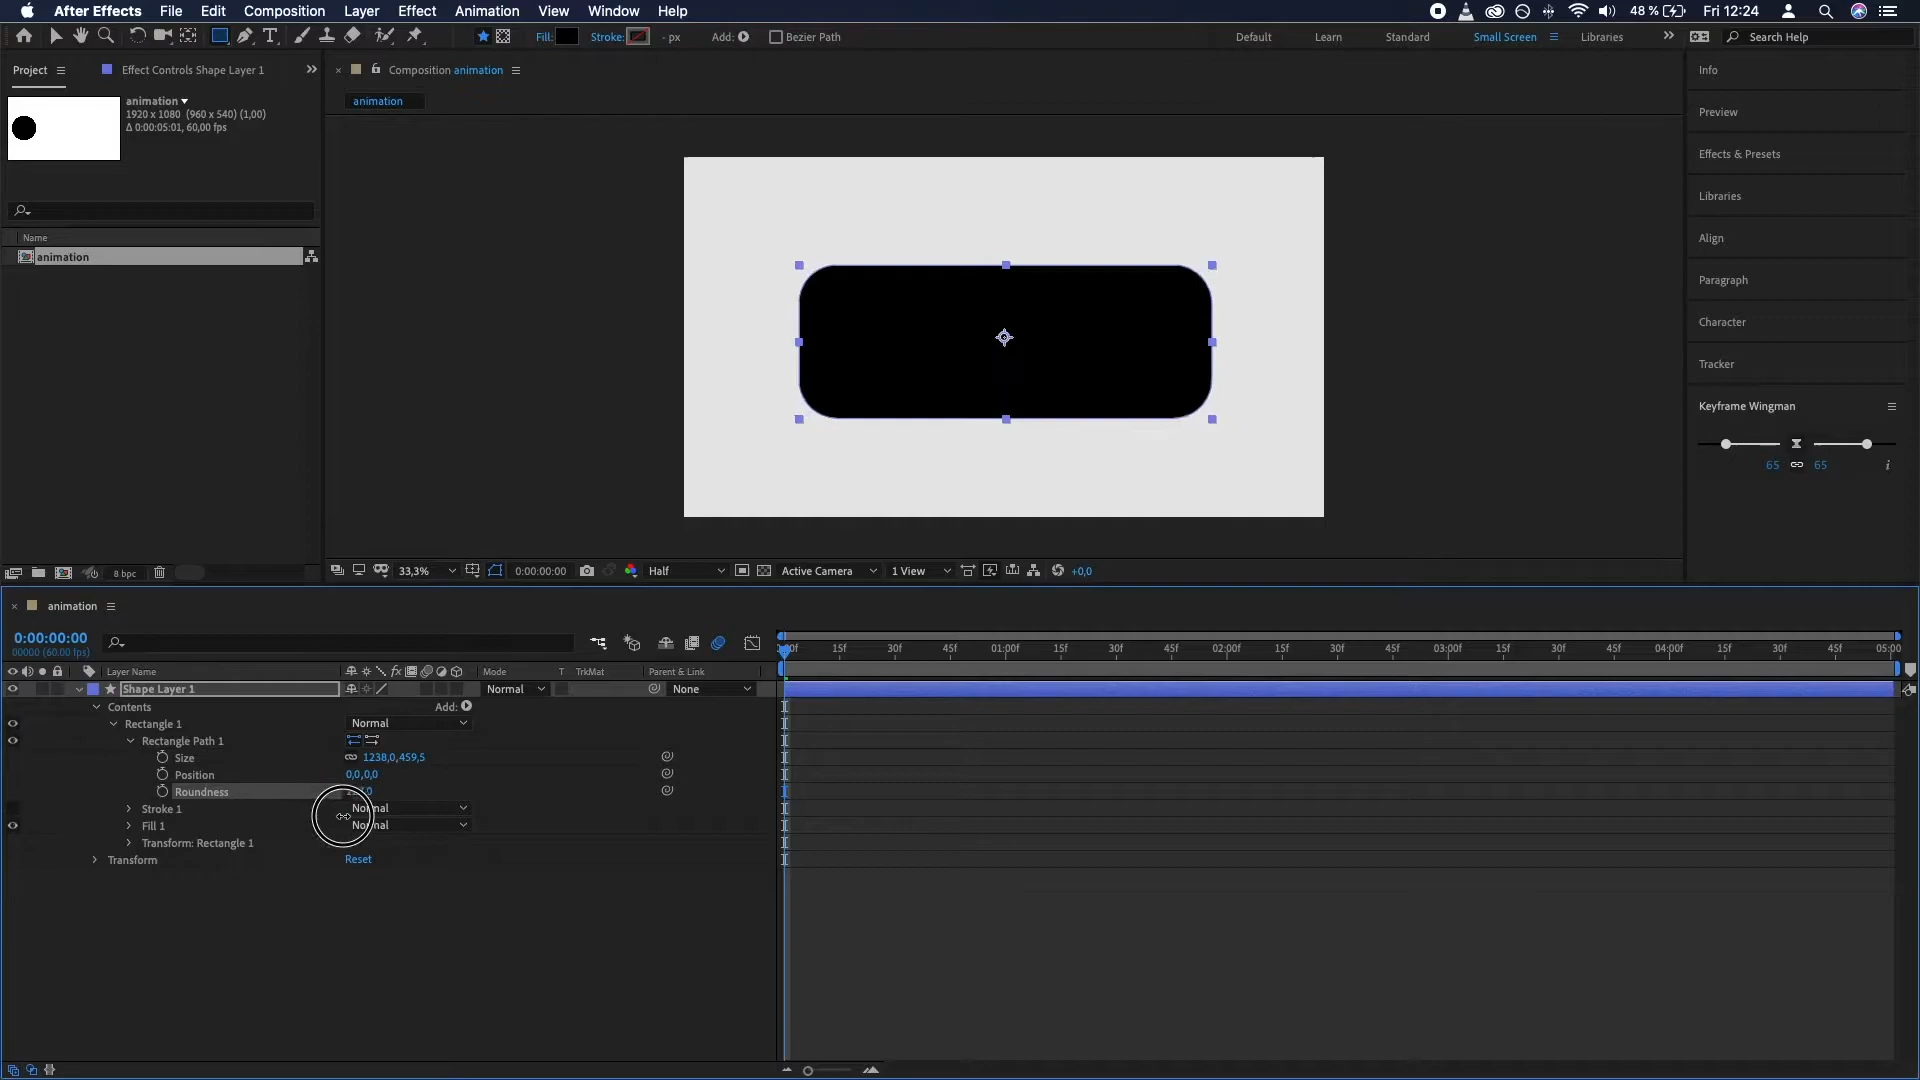 After Effects File Edit Composition Layer Effect Animation View Window Help 48 % Fri 12:24
Fill: Stroke: - px Add: Bezier Path Default Learn Standard Small Screen Libraries Search Help
Project Effect Controls Shape Layer 1
Composition animation
Info
animation
1920 x 1080 (960 x 540) (1,00)
Δ 0:00:05:01, 60,00 fps
animation
Preview
Effects & Presets
Libraries
Name
Align
animation
Paragraph
Character
Tracker
Keyframe Wingman
65 65 i
8 bpc
33,3% 0:00:00:00 Half Active Camera 1 View +0,0
animation
0:00:00:00
00000 (60.00 fps)
15f 30f 45f 01:00f 15f 30f 45f 02:00f 15f 30f 45f 03:00f 15f 30f 45f 04:00f 15f 30f 45f 05:00
Layer Name Mode T TrkMat Parent & Link
Shape Layer 1 fx Normal None
Contents Add:
Rectangle 1 Normal
Rectangle Path 1
Size 1238,0,459,5
Position 0,0,0,0
Roundness
Stroke 1 Normal
Fill 1 Normal
Transform: Rectangle 1
Transform Reset